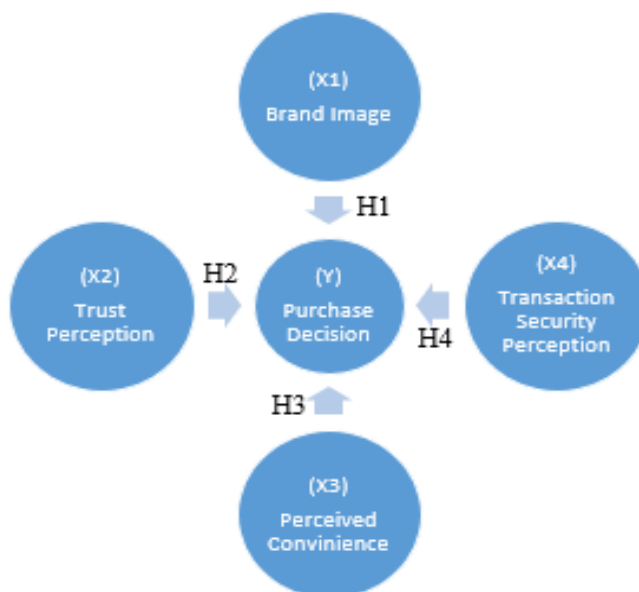 (X1)
Brand Image
H1
(X2)
Trust
Perception
H2
(Y)
Purchase
Decision
(X4)
Transaction
Security
Perception
H4
H3
(X3)
Perceived
Convinience